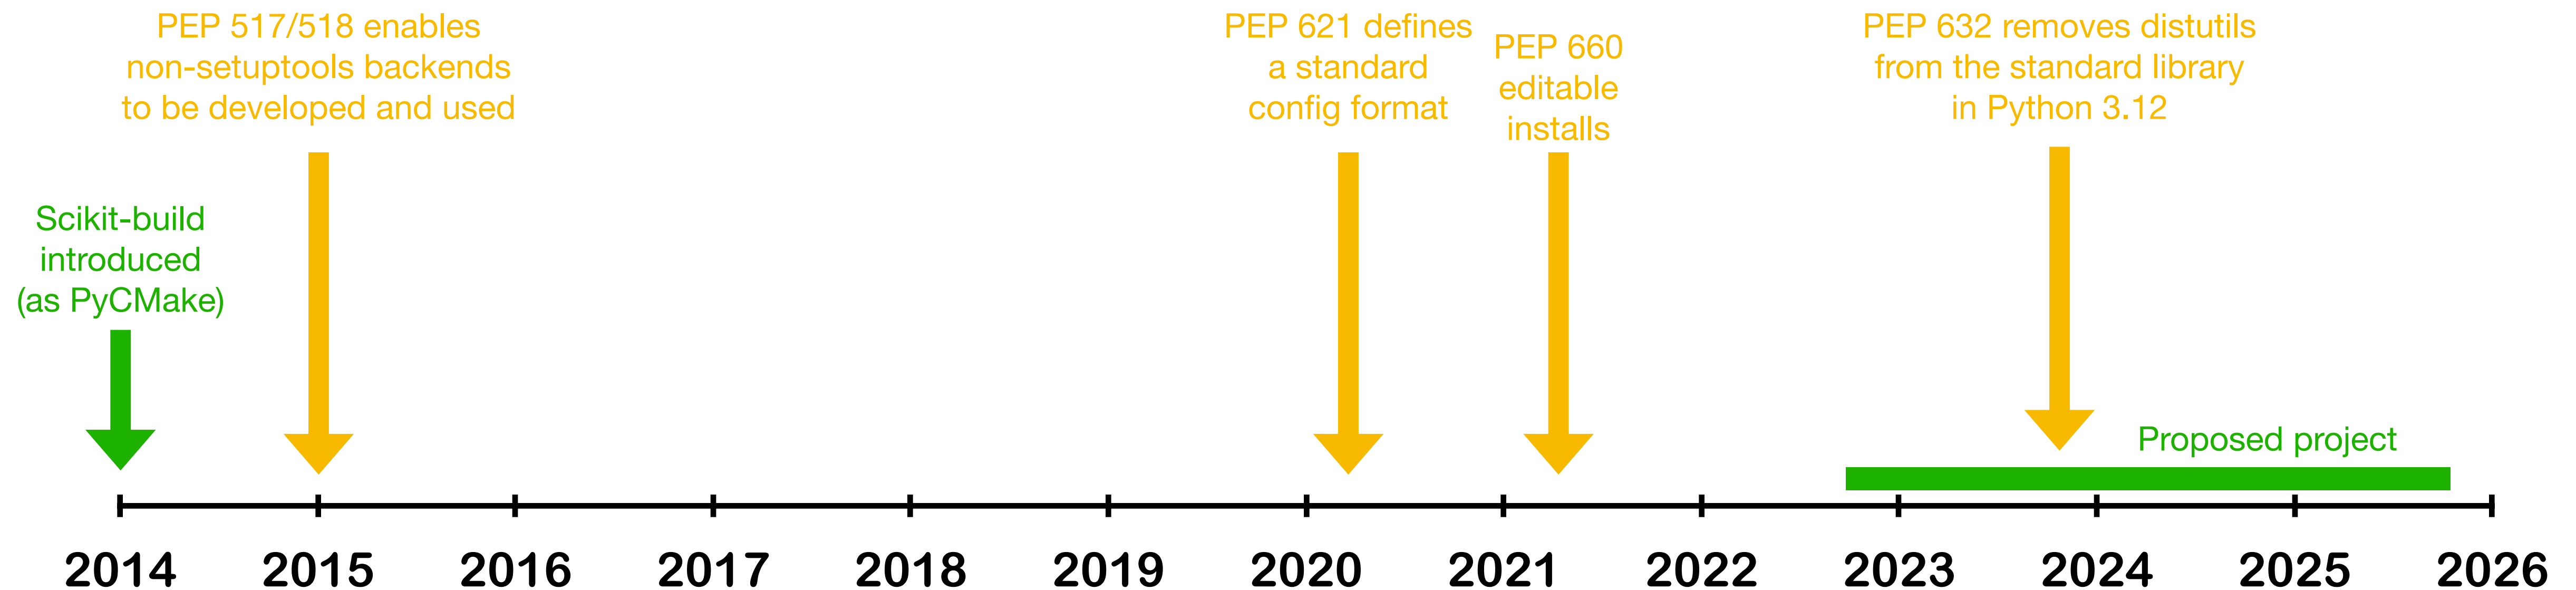 PEP 517/518 enables
non-setuptools backends
to be developed and used
PEP 621 defines
a standard
config format
PEP 660
editable
installs
PEP 632 removes distutils
from the standard library
in Python 3.12
Scikit-build
introduced
(as PyCMake)
Proposed project
2014 2015 2016 2017 2018 2019 2020 2021 2022 2023 2024 2025 2026